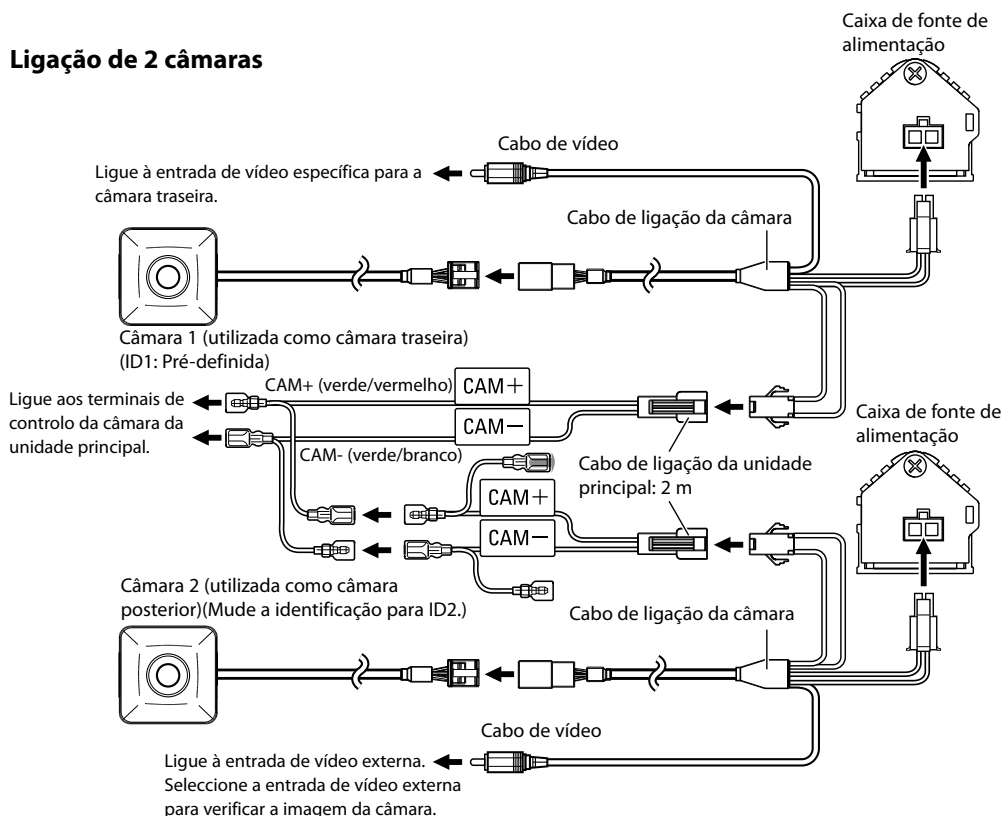 Caixa de fonte de
alimentação
Ligação de 2 câmaras
Cabo de vídeo
Ligue à entrada de vídeo específica para a
câmara traseira.
Cabo de ligação da câmara
Câmara 1 (utilizada como câmara traseira)
(ID1: Pré-definida)
CAM+ (verde/vermelho)
CAM+
Ligue aos terminais de
controlo da câmara da
unidade principal.
CAM-
CAM- (verde/branco)
Caixa de fonte de
alimentação
Cabo de ligação da unidade
principal: 2 m
CAM+
CAM-
Câmara 2 (utilizada como câmara
posterior)(Mude a identificação para ID2.)
Cabo de ligação da câmara
Cabo de vídeo
Ligue à entrada de vídeo externa.
Seleccione a entrada de vídeo externa
para verificar a imagem da câmara.